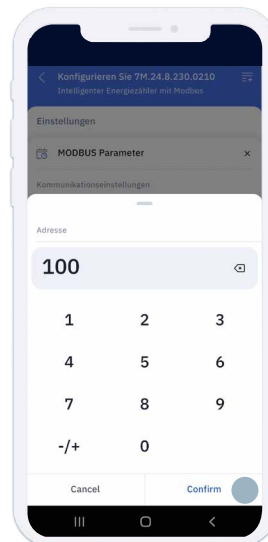 Konfigurieren Sie 7M.24.8.230.0210
Intelligenter Energiezähler mit Modbus
Einstellungen
MODBUS Parameter
Kommunikationseinstellungen
Adresse
100
1 2 3
4 5 6
7 8 9
-/+ 0
Cancel Confirm